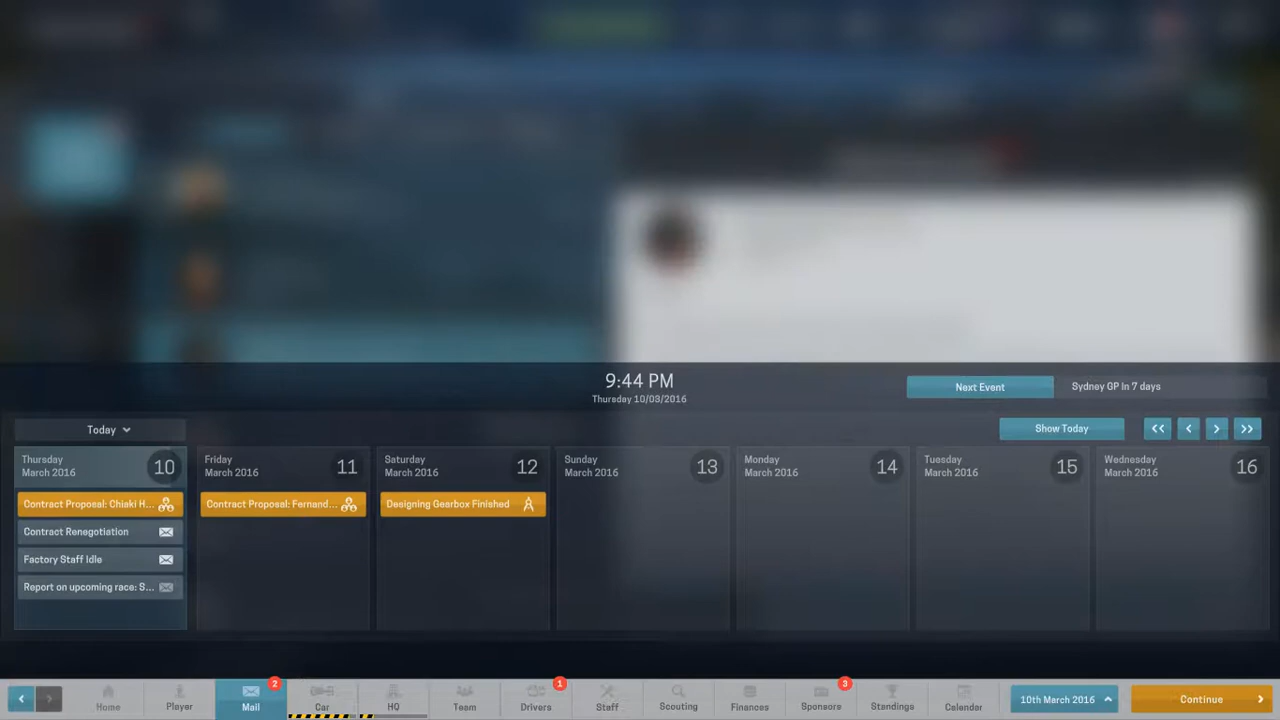 9:44 PM
Thursday 10/03/2016
Next Event
Sydney GP In 7 days
Today
Show Today
Thursday
March 2016
10
Friday
March 2016
11
Saturday
March 2016
12
Sunday
March 2016
13
Monday
March 2016
14
Tuesday
March 2016
15
Wednesday
March 2016
16
Contract Proposal: Chiaki H...
Contract Proposal: Fernand...
Designing Gearbox Finished
Contract Renegotiation
Factory Staff Idle
Report on upcoming race: S...
Home
Player
2
Mail
Car
HQ
Team
1
Drivers
Staff
Scouting
Finances
3
Sponsors
Standings
Calendar
10th March 2016
Continue